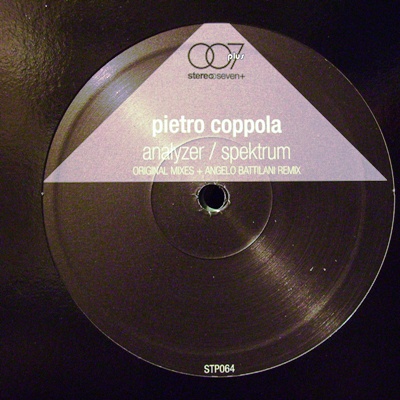 007
plus
stereo:seven+
pietro coppola
analyzer / spektrum
ORIGINAL MIXES + ANGELO BATTILANI REMIX
STP064